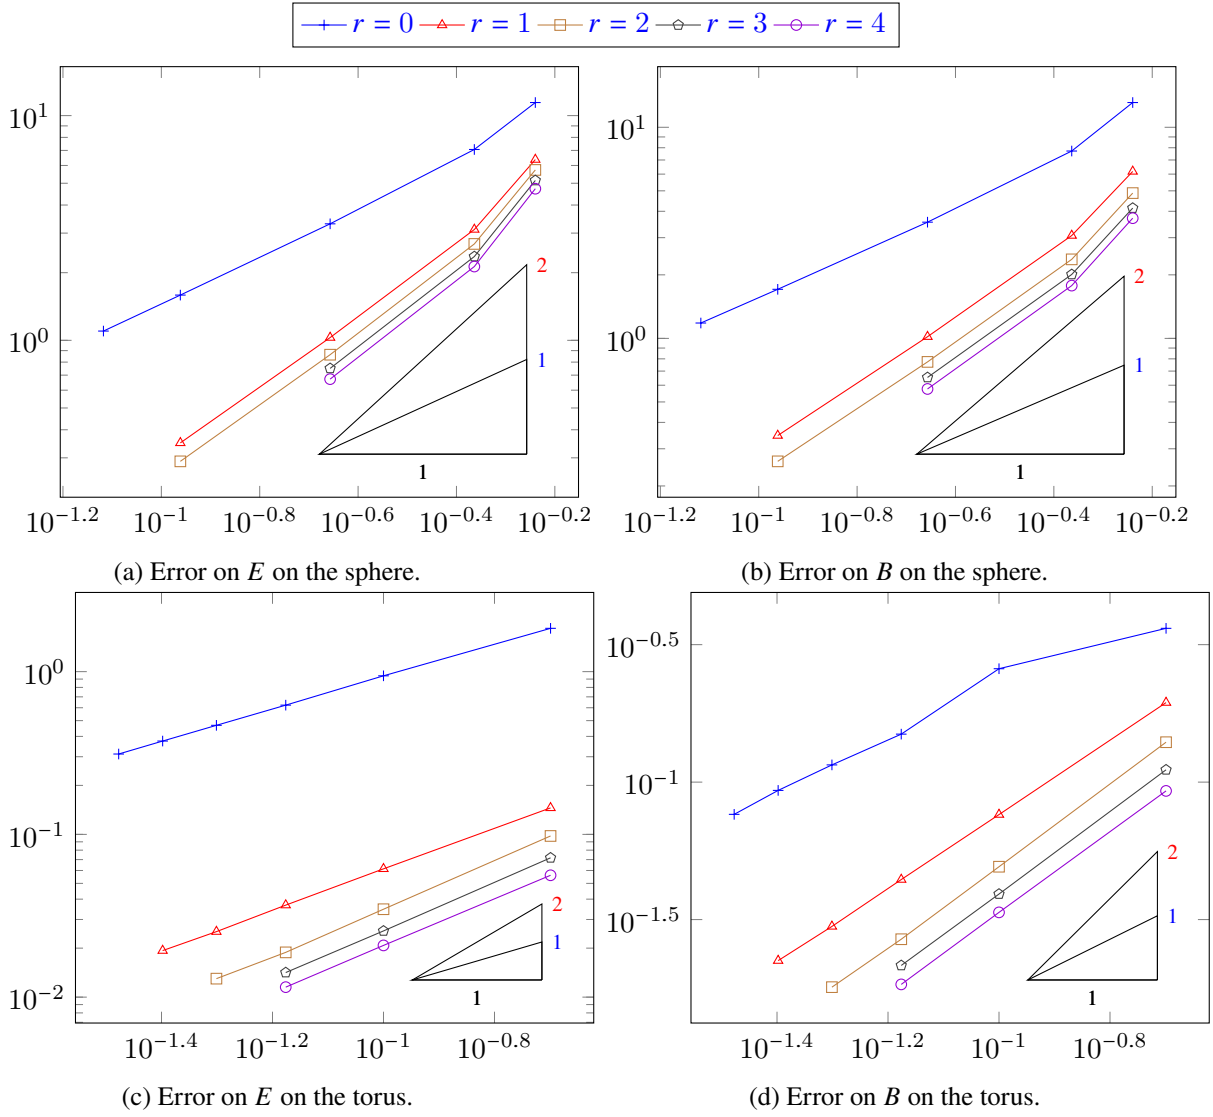 r = 0 r = 1 r = 2 r = 3 r = 4
10^1
10^0
2
1
1
10^-1.2 10^-1 10^-0.8 10^-0.6 10^-0.4 10^-0.2
(a) Error on E on the sphere.
10^1
10^0
2
1
1
10^-1.2 10^-1 10^-0.8 10^-0.6 10^-0.4 10^-0.2
(b) Error on B on the sphere.
10^0
10^-1
10^-2
2
1
1
10^-1.4 10^-1.2 10^-1 10^-0.8
(c) Error on E on the torus.
10^-0.5
10^-1
10^-1.5
2
1
1
10^-1.4 10^-1.2 10^-1 10^-0.8
(d) Error on B on the torus.